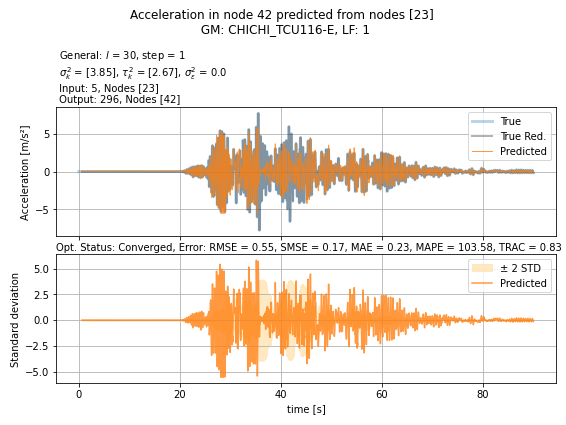 Acceleration in node 42 predicted from nodes [23]
GM: CHICHI_TCU116-E, LF: 1
General: l = 30, step = 1
σ²ₖ = [3.85], τ²ₖ = [2.67], σ²ε = 0.0
Input: 5, Nodes [23]
Output: 296, Nodes [42]
True
True Red.
Predicted
Acceleration [m/s²]
5
0
−5
Opt. Status: Converged, Error: RMSE = 0.55, SMSE = 0.17, MAE = 0.23, MAPE = 103.58, TRAC = 0.83
± 2 STD
Predicted
Standard deviation
5.0
2.5
0.0
−2.5
−5.0
0 20 40 60 80
time [s]